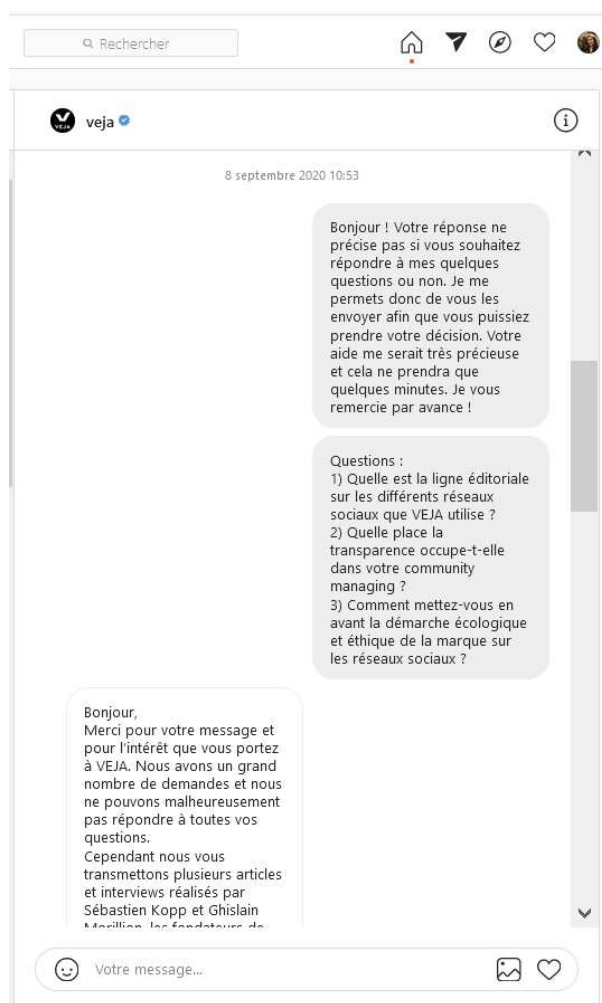 Rechercher
VEJA
veja
8 septembre 2020 10:53
Bonjour ! Votre réponse ne
précise pas si vous souhaitez
répondre à mes quelques
questions ou non. Je me
permets donc de vous les
envoyer afin que vous puissiez
prendre votre décision. Votre
aide me serait très précieuse
et cela ne prendra que
quelques minutes. Je vous
remercie par avance !
Questions :
1) Quelle est la ligne éditoriale
sur les différents réseaux
sociaux que VEJA utilise ?
2) Quelle place la
transparence occupe-t-elle
dans votre community
managing ?
3) Comment mettez-vous en
avant la démarche écologique
et éthique de la marque sur
les réseaux sociaux ?
Bonjour,
Merci pour votre message et
pour l'intérêt que vous portez
à VEJA. Nous avons un grand
nombre de demandes et nous
ne pouvons malheureusement
pas répondre à toutes vos
questions.
Cependant nous vous
transmettons plusieurs articles
et interviews réalisés par
Sébastien Kopp et Ghislain
Morillion, les fondateurs de
Votre message...